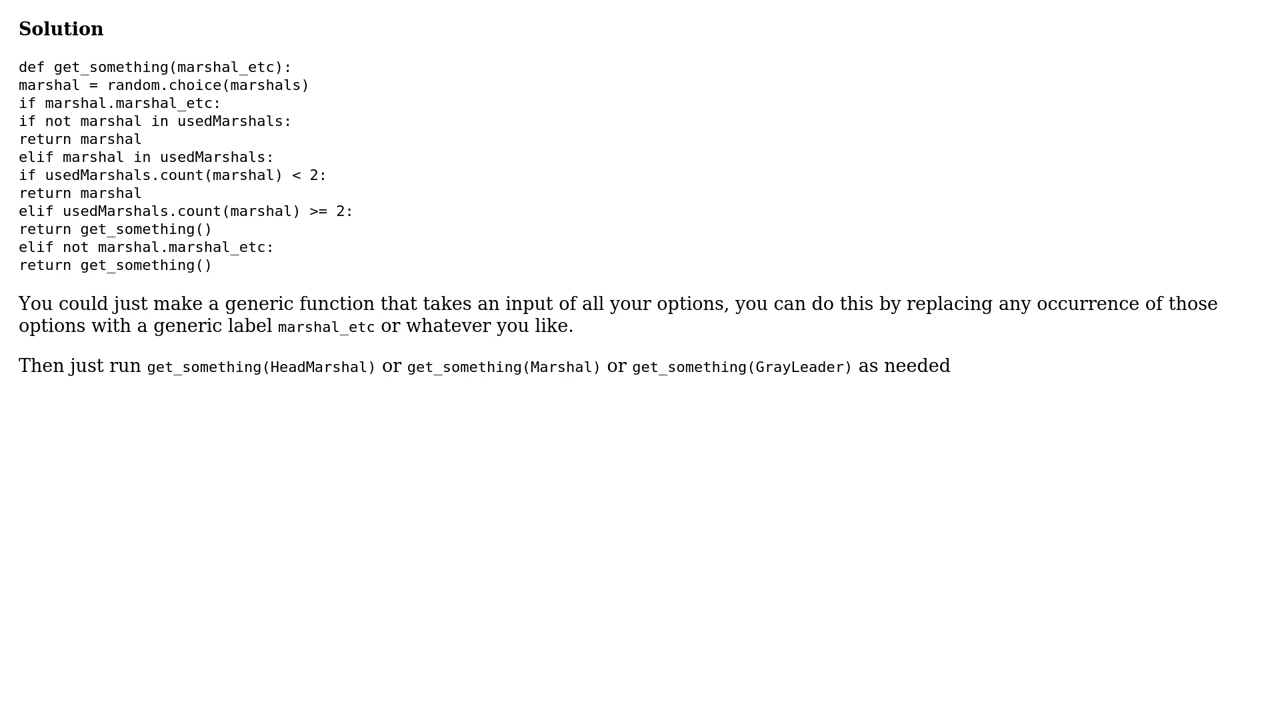 Solution
def get_something(marshal_etc):
marshal = random.choice(marshals)
if marshal.marshal_etc:
if not marshal in usedMarshals:
return marshal
elif marshal in usedMarshals:
if usedMarshals.count(marshal) < 2:
return marshal
elif usedMarshals.count(marshal) >= 2:
return get_something()
elif not marshal.marshal_etc:
return get_something()
You could just make a generic function that takes an input of all your options, you can do this by replacing any occurrence of those
options with a generic label marshal_etc or whatever you like.
Then just run get_something(HeadMarshal) or get_something(Marshal) or get_something(GrayLeader) as needed